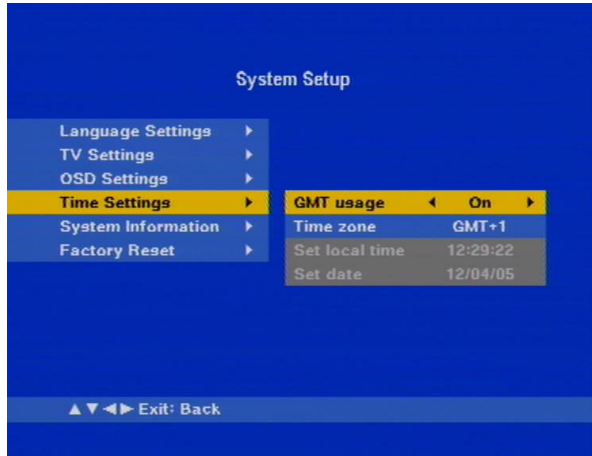 System Setup
Language Settings
TV Settings
OSD Settings
Time Settings GMT usage On
System Information Time zone GMT+1
Factory Reset Set local time 12:29:22
Set date 12/04/05
Exit: Back